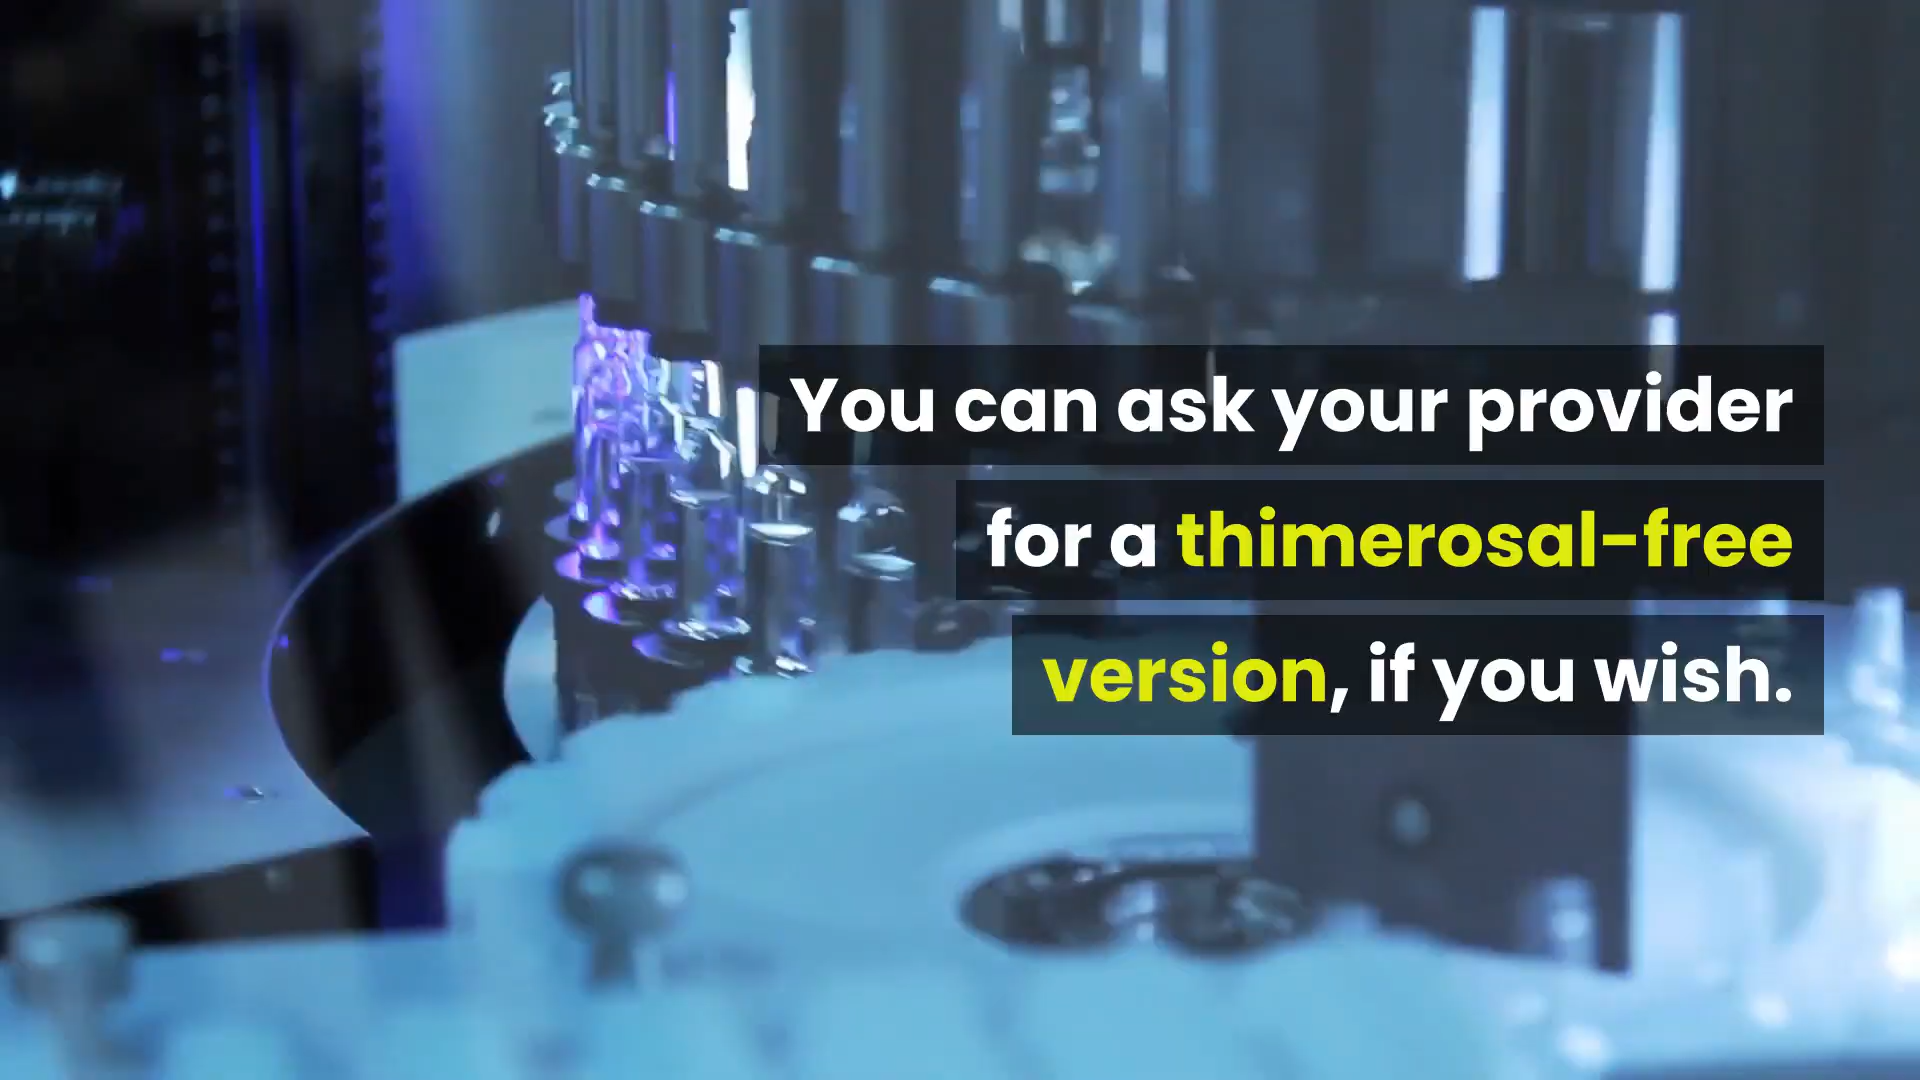 You can ask your provider
for a thimerosal-free
version, if you wish.